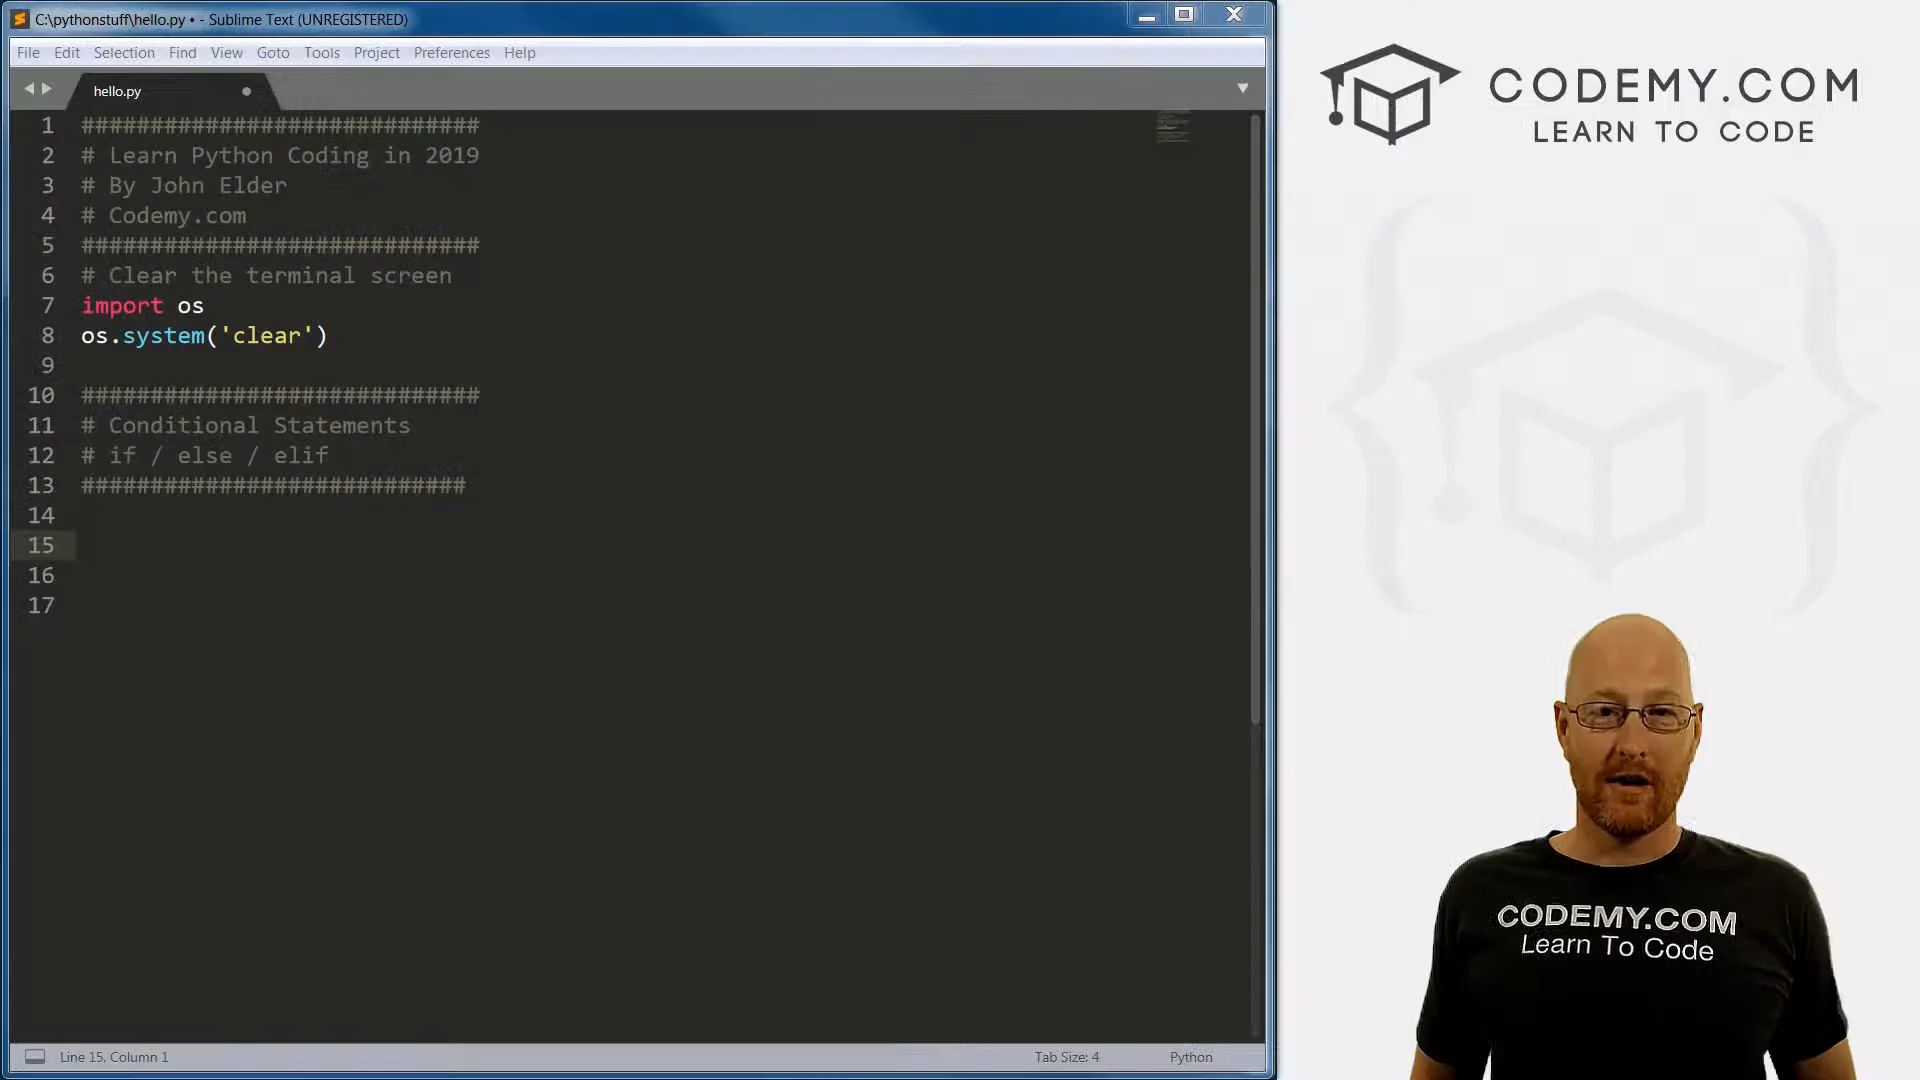 C:\pythonstuff\hello.py • - Sublime Text (UNREGISTERED)
File Edit Selection Find View Goto Tools Project Preferences Help
hello.py
1 #############################
2 # Learn Python Coding in 2019
3 # By John Elder
4 # Codemy.com
5 #############################
6 # Clear the terminal screen
7 import os
8 os.system('clear')
9
10 #############################
11 # Conditional Statements
12 # if / else / elif
13 ############################
14
15
16
17
Line 15, Column 1
Tab Size: 4
Python
CODEMY.COM
LEARN TO CODE
CODEMY.COM
Learn To Code